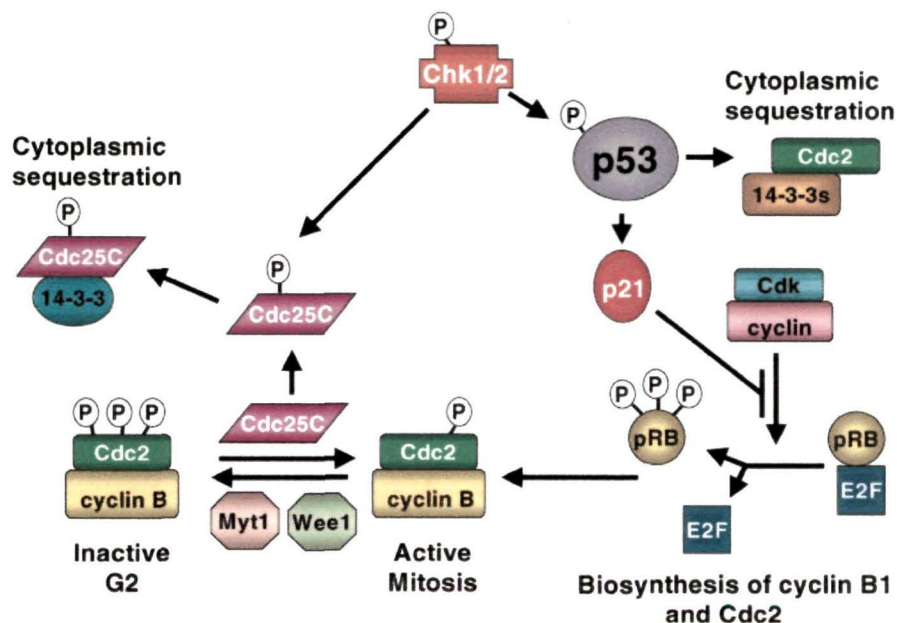 P
Chk1/2
Cytoplasmic
sequestration
P
p53
Cdc2
14-3-3s
Cytoplasmic
sequestration
P
Cdc25C
14-3-3
P
Cdc25C
p21
Cdk
cyclin
P P P
Cdc2
cyclin B
Cdc25C
Myt1
Wee1
P
Cdc2
cyclin B
P P P
pRB
pRB
E2F
E2F
Inactive
G2
Active
Mitosis
Biosynthesis of cyclin B1
and Cdc2